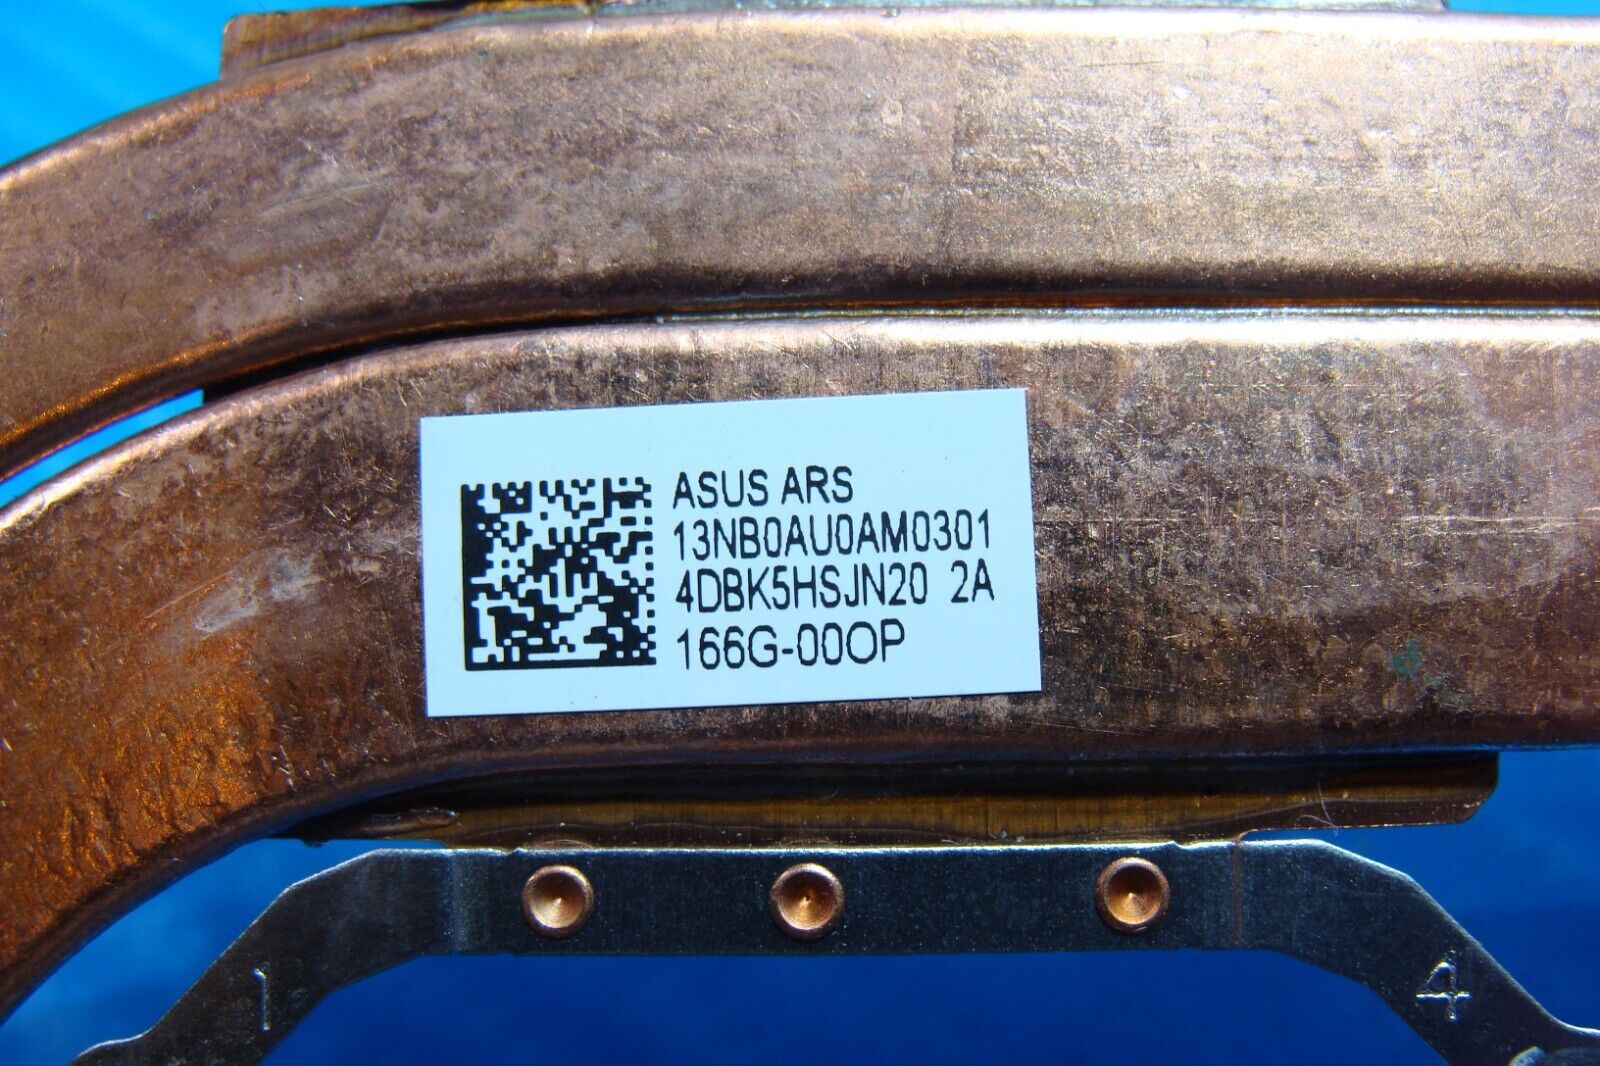 ASUS ARS
13NB0AU0AM0301
4DBK5HSJN20 2A
166G-00OP
1 4